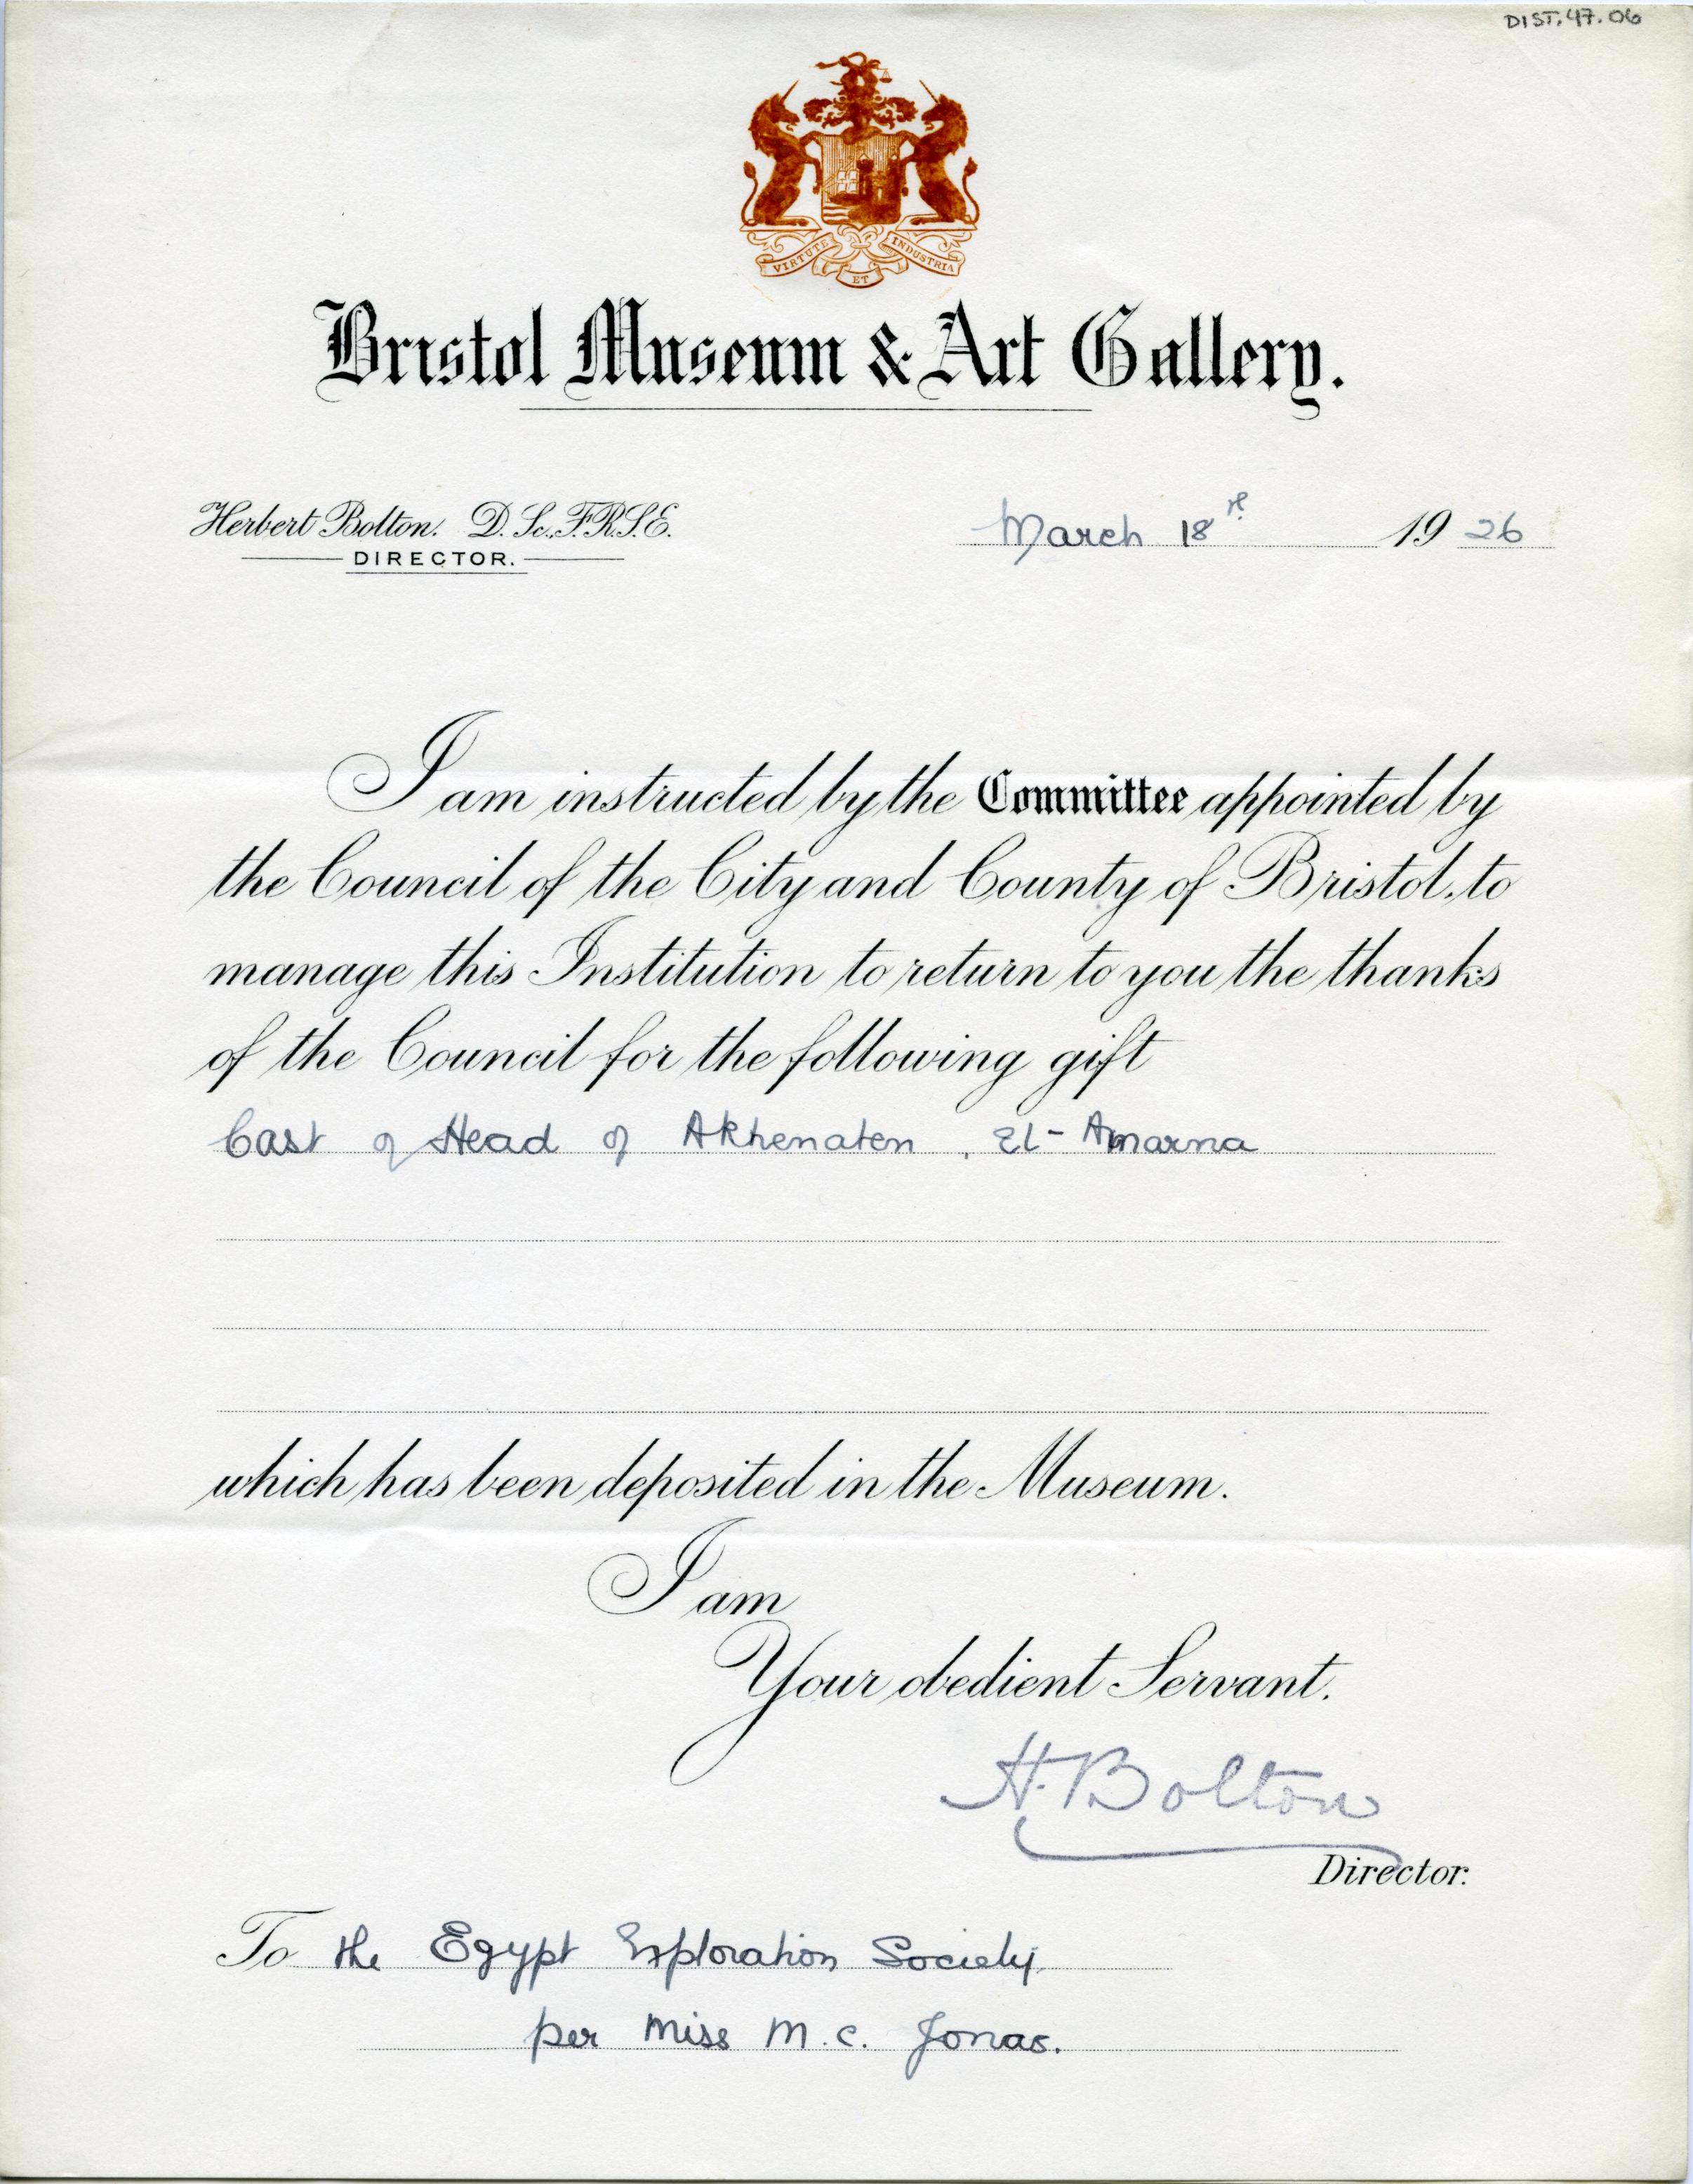 DIST.47.06
VIRTUTE ET INDUSTRIA
Bristol Museum & Art Gallery.
Herbert Bolton. D.Sc., F.R.S.E.
DIRECTOR.
March 18th 1926
I am instructed by the Committee appointed by
the Council of the City and County of Bristol, to
manage this Institution to return to you the thanks
of the Council for the following gift
Cast of Head of Akhenaten, El-Amarna
which has been deposited in the Museum.
I am
Your obedient Servant.
H. Bolton
Director.
To the Egypt Exploration Society
per Miss M.C. Jonas.